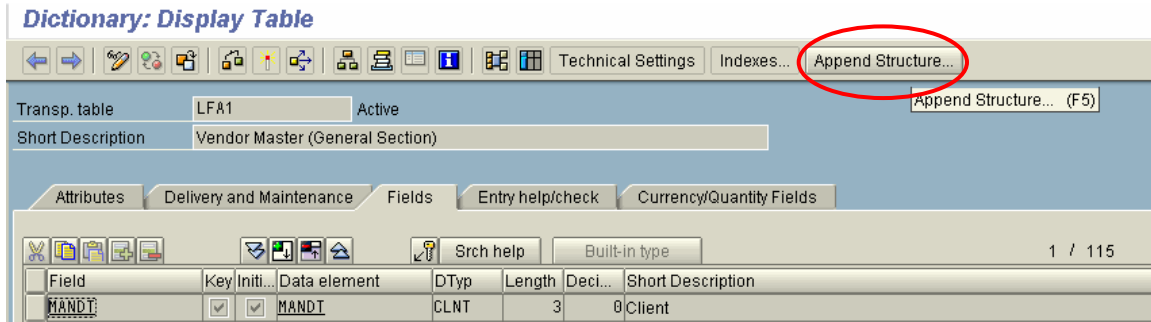 Dictionary: Display Table
Technical Settings Indexes... Append Structure...
Append Structure... (F5)
Transp. table LFA1 Active
Short Description Vendor Master (General Section)
Attributes Delivery and Maintenance Fields Entry help/check Currency/Quantity Fields
Srch help Built-in type 1 / 115
Field Key Initi... Data element DTyp Length Deci... Short Description
MANDT MANDT CLNT 3 0 Client